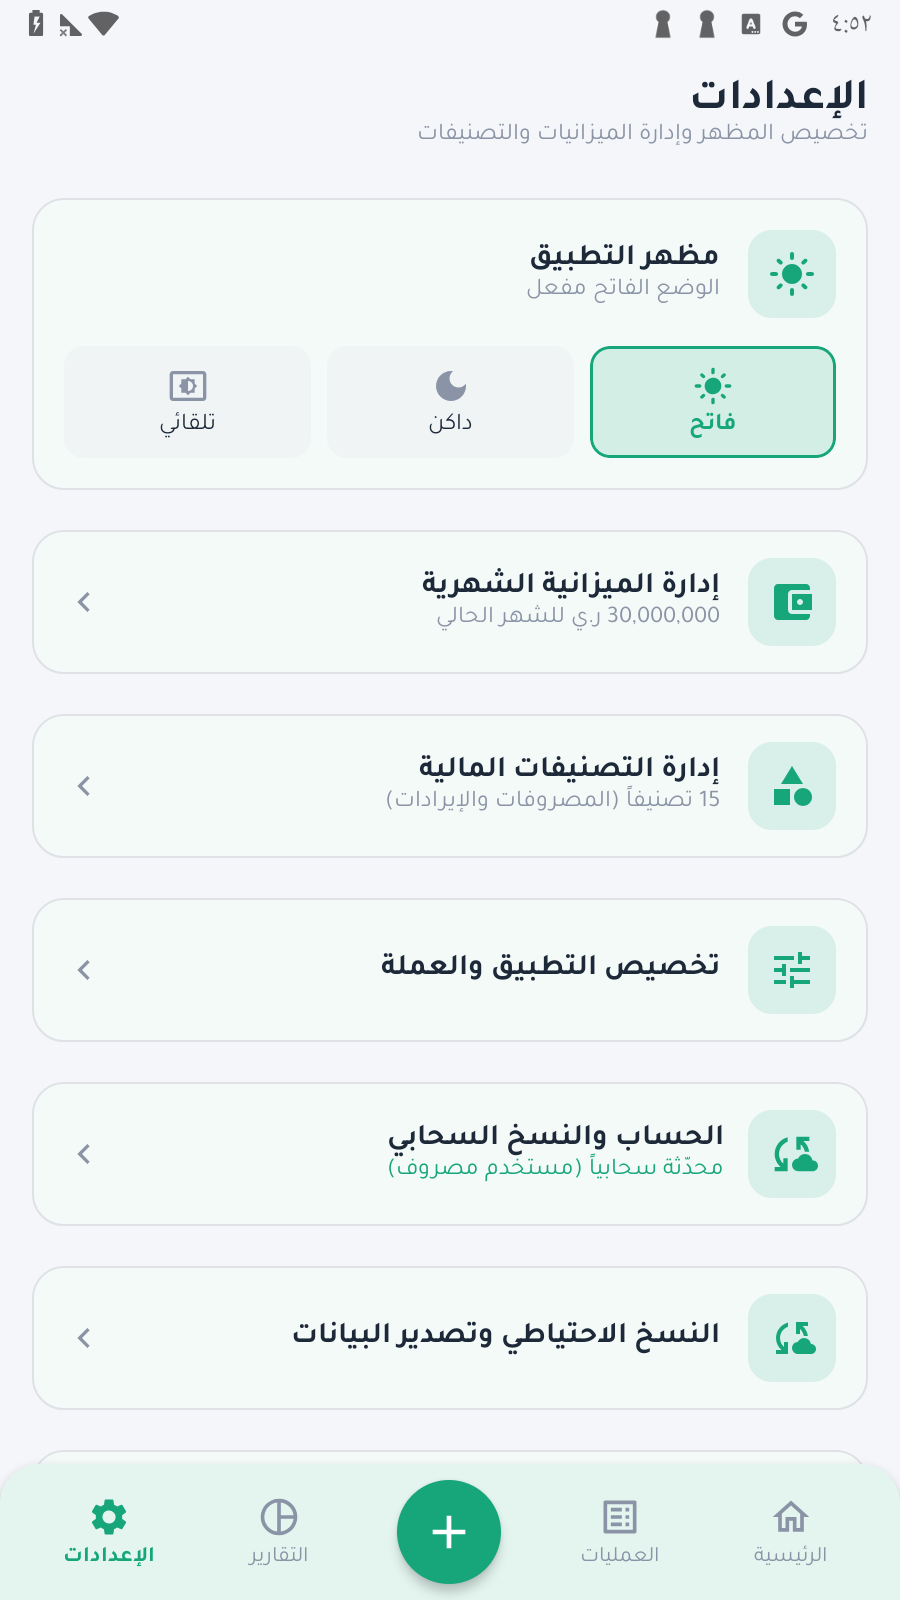 ٤:٥٢
الإعدادات
تخصيص المظهر وإدارة الميزانيات والتصنيفات
مظهر التطبيق
الوضع الفاتح مفعل
فاتح
داكن
تلقائي
إدارة الميزانية الشهرية
30,000,000 ر.ي للشهر الحالي
إدارة التصنيفات المالية
15 تصنيفاً (المصروفات والإيرادات)
تخصيص التطبيق والعملة
الحساب والنسخ السحابي
محدّثة سحابياً (مستخدم مصروف)
النسخ الاحتياطي وتصدير البيانات
الرئيسية
العمليات
التقارير
الإعدادات